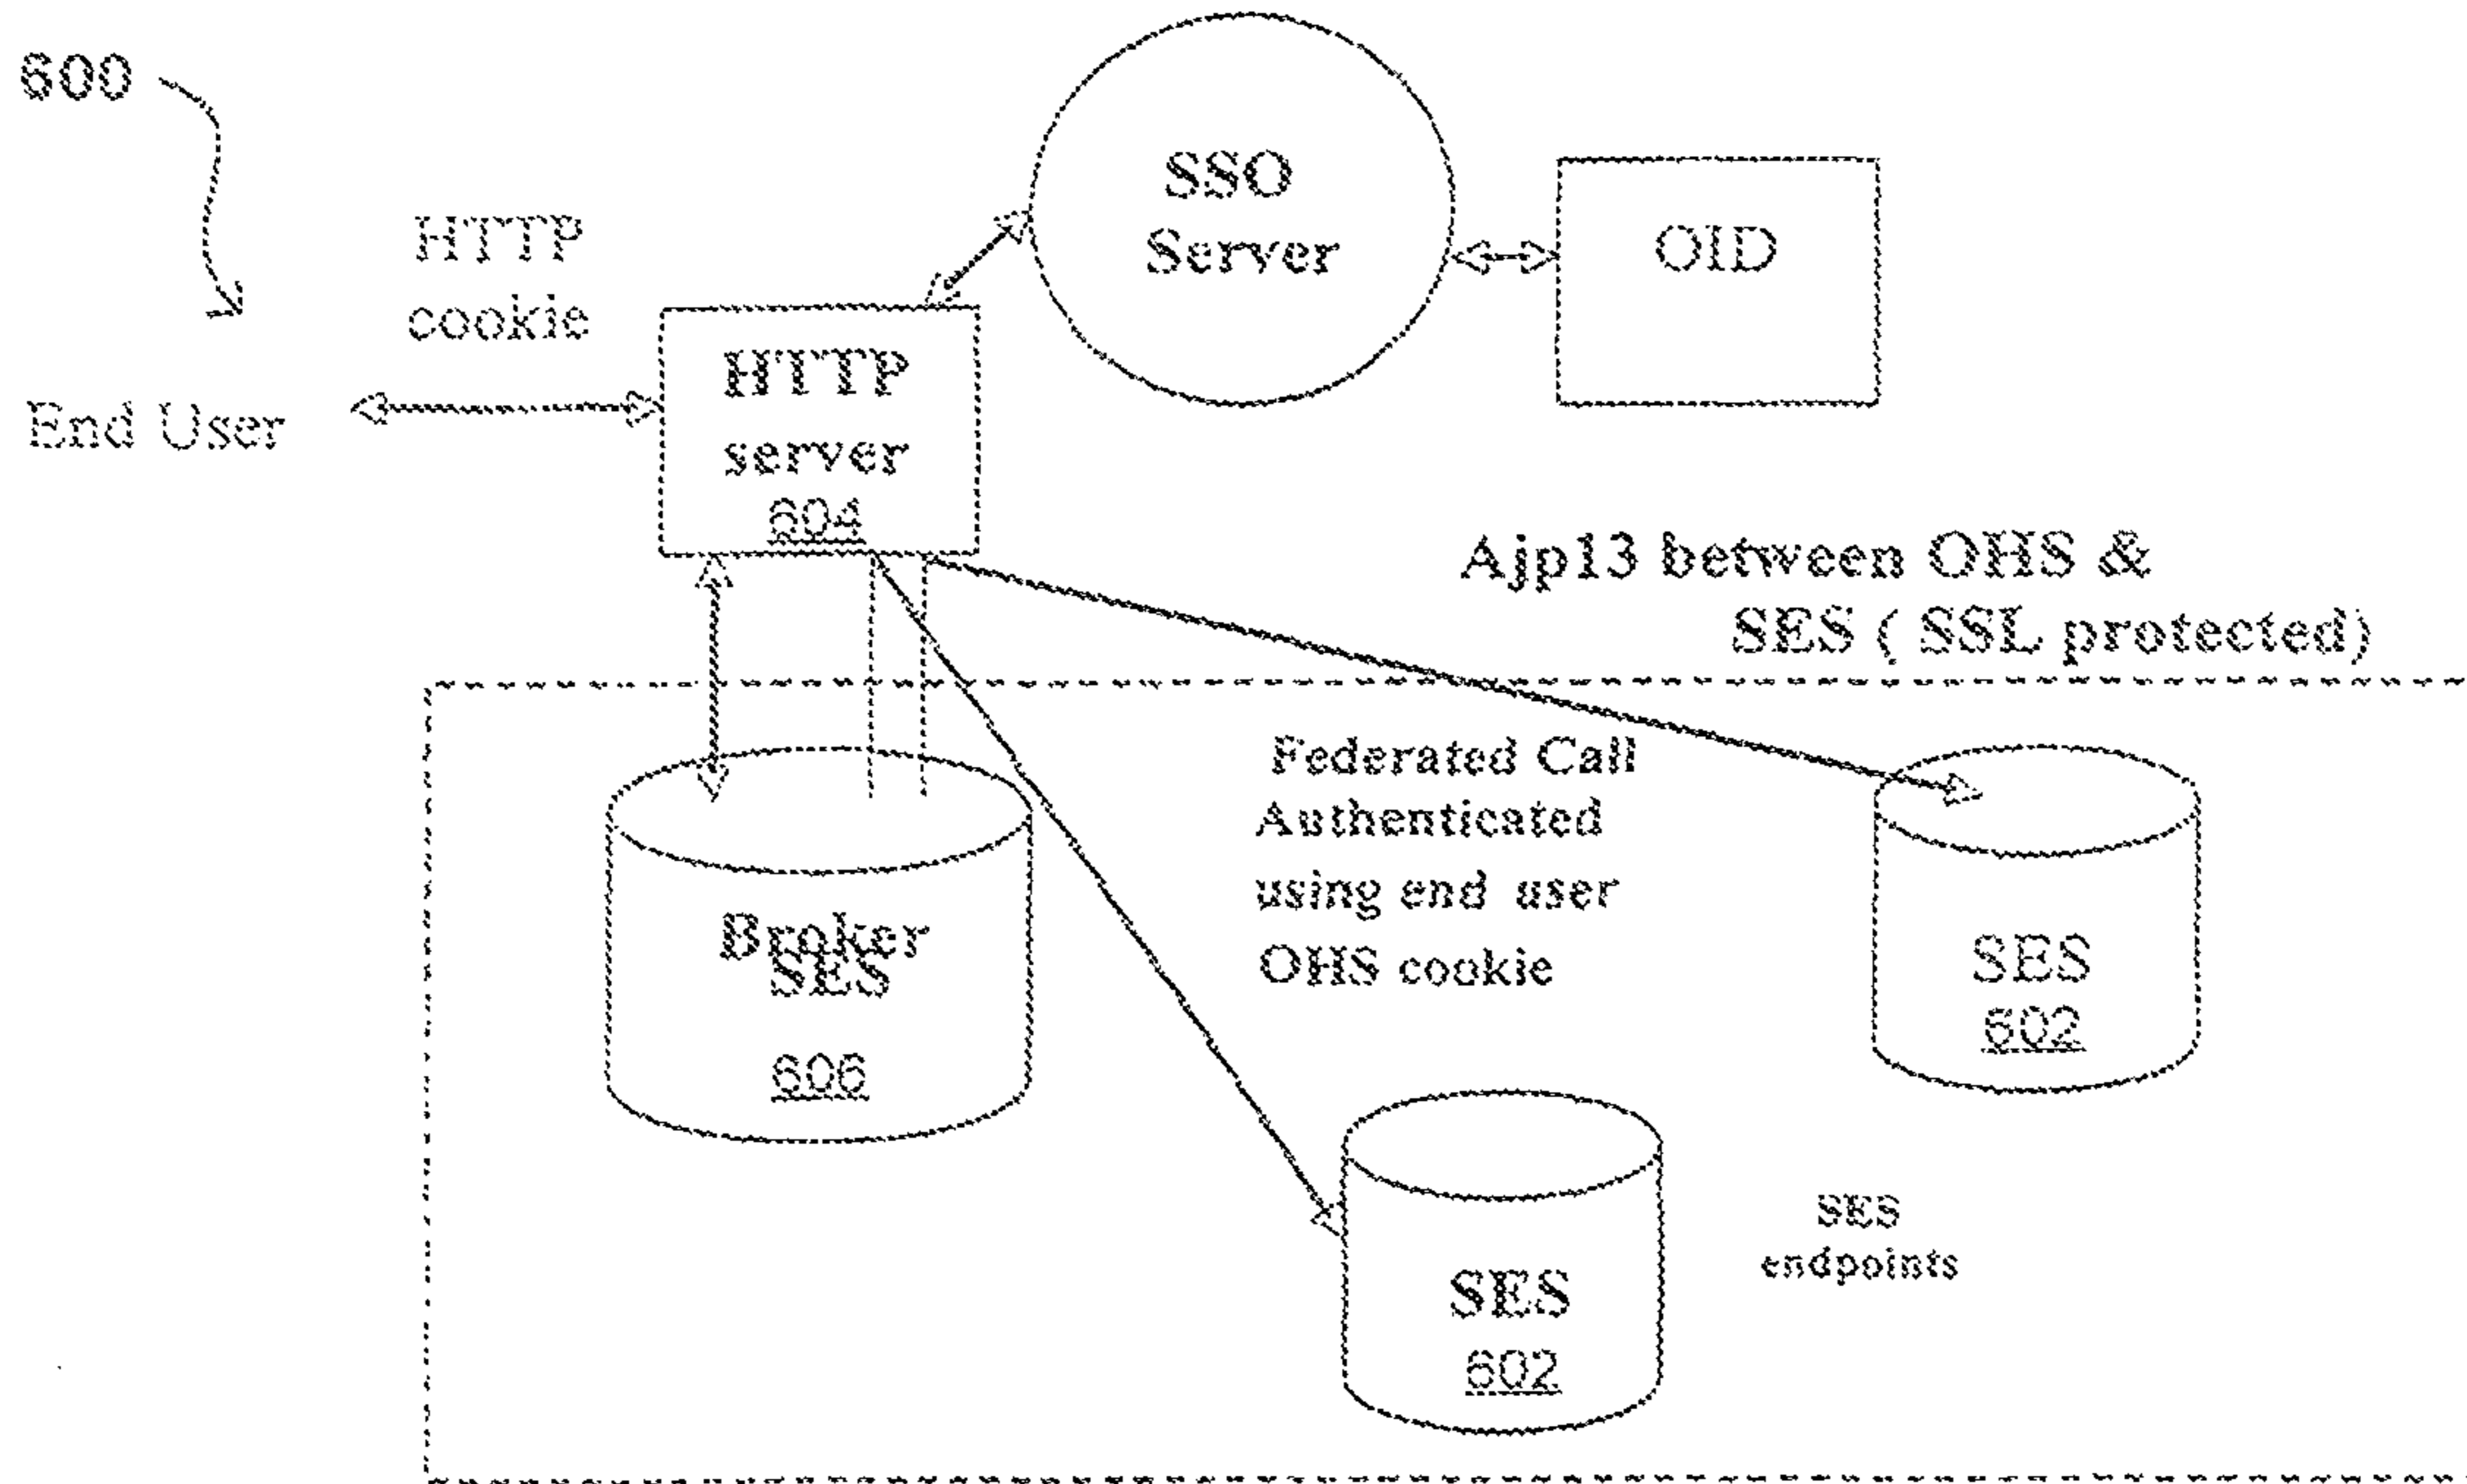 600
HTTP
cookie
End User
HTTP
server
604
SSO
Server
OID
Ajp13 between OHS &
SES ( SSL protected)
Federated Call
Authenticated
using end user
OHS cookie
Broker
SES
606
SES
602
SES
602
SES
endpoints